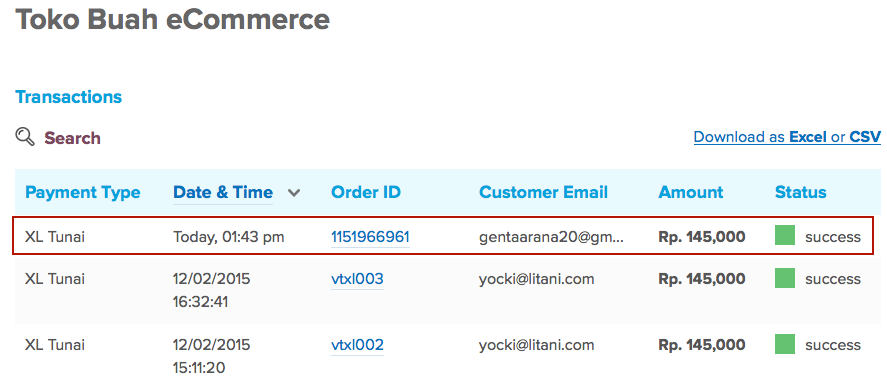 Toko Buah eCommerce
Transactions
Search
Download as Excel or CSV
Payment Type Date & Time Order ID Customer Email Amount Status
XL Tunai Today, 01:43 pm 1151966961 gentaarana20@gm... Rp. 145,000 success
XL Tunai 12/02/2015 vtxl003 yocki@litani.com Rp. 145,000 success
16:32:41
XL Tunai 12/02/2015 vtxl002 yocki@litani.com Rp. 145,000 success
15:11:20